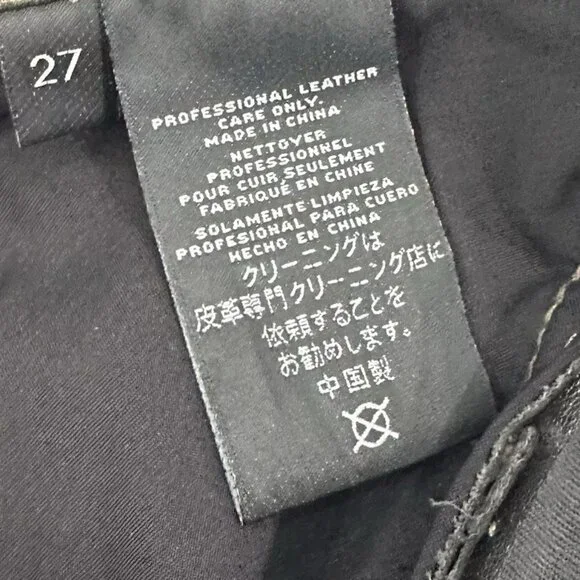 27
PROFESSIONAL LEATHER
CARE ONLY.
MADE IN CHINA
NETTOYER
PROFESSIONNEL
POUR CUIR SEULEMENT
FABRIQUÉ EN CHINE
SOLAMENTE LIMPIEZA
PROFESIONAL PARA CUERO
HECHO EN CHINA
クリーニングは
皮革専門クリーニング店に
依頼することを
お勧めします。
中国製